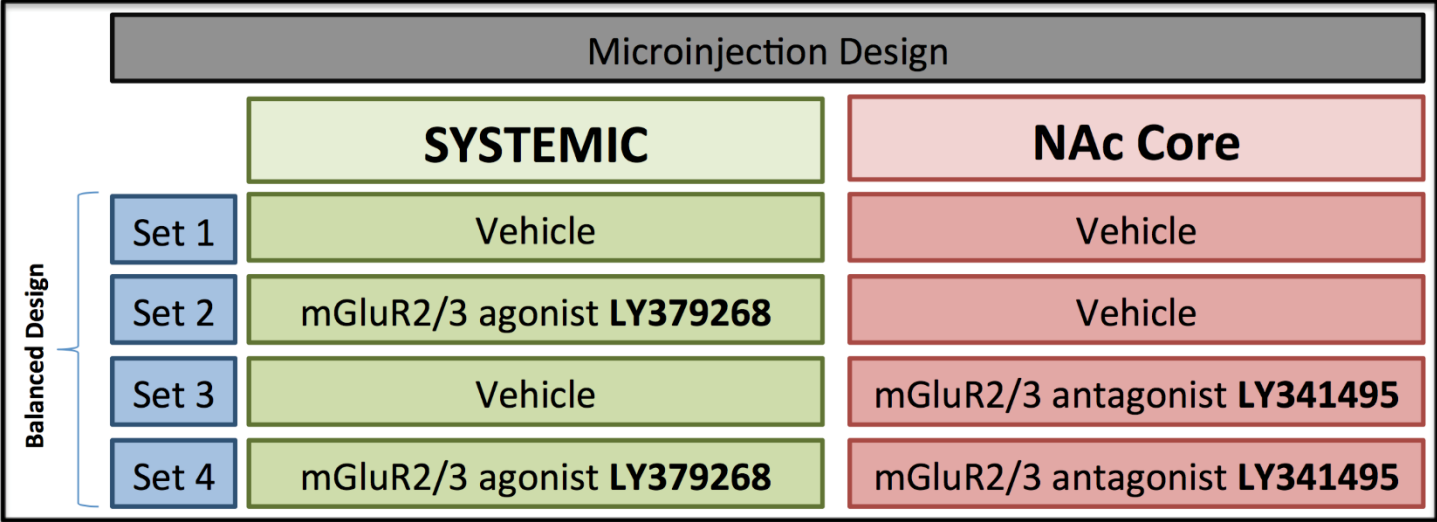 Microinjection Design
SYSTEMIC
NAc Core
Balanced Design
Set 1
Vehicle
Vehicle
Set 2
mGluR2/3 agonist LY379268
Vehicle
Set 3
Vehicle
mGluR2/3 antagonist LY341495
Set 4
mGluR2/3 agonist LY379268
mGluR2/3 antagonist LY341495